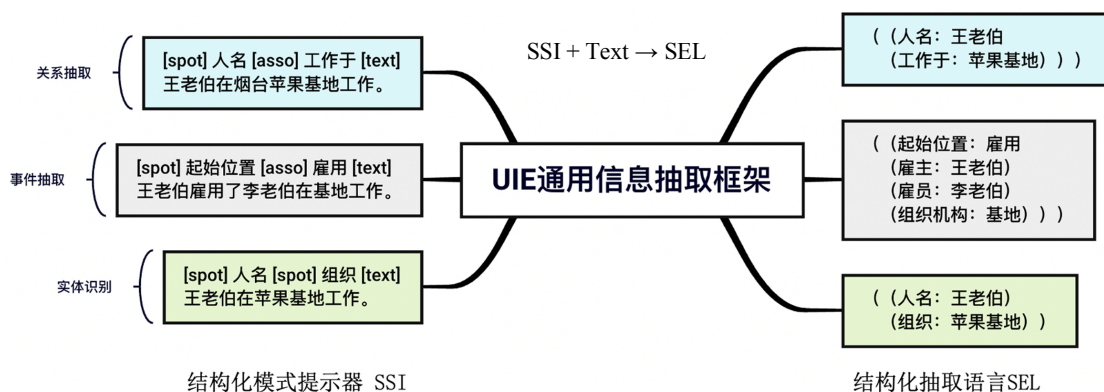 SSI + Text → SEL
关系抽取
[spot] 人名 [asso] 工作于 [text]
王老伯在烟台苹果基地工作。
事件抽取
[spot] 起始位置 [asso] 雇用 [text]
王老伯雇用了李老伯在基地工作。
实体识别
[spot] 人名 [spot] 组织 [text]
王老伯在苹果基地工作。
结构化模式提示器 SSI
UIE通用信息抽取框架
((人名：王老伯
(工作于：苹果基地)))
((起始位置：雇用
(雇主：王老伯)
(雇员：李老伯)
(组织机构：基地)))
((人名：王老伯)
(组织：苹果基地))
结构化抽取语言SEL